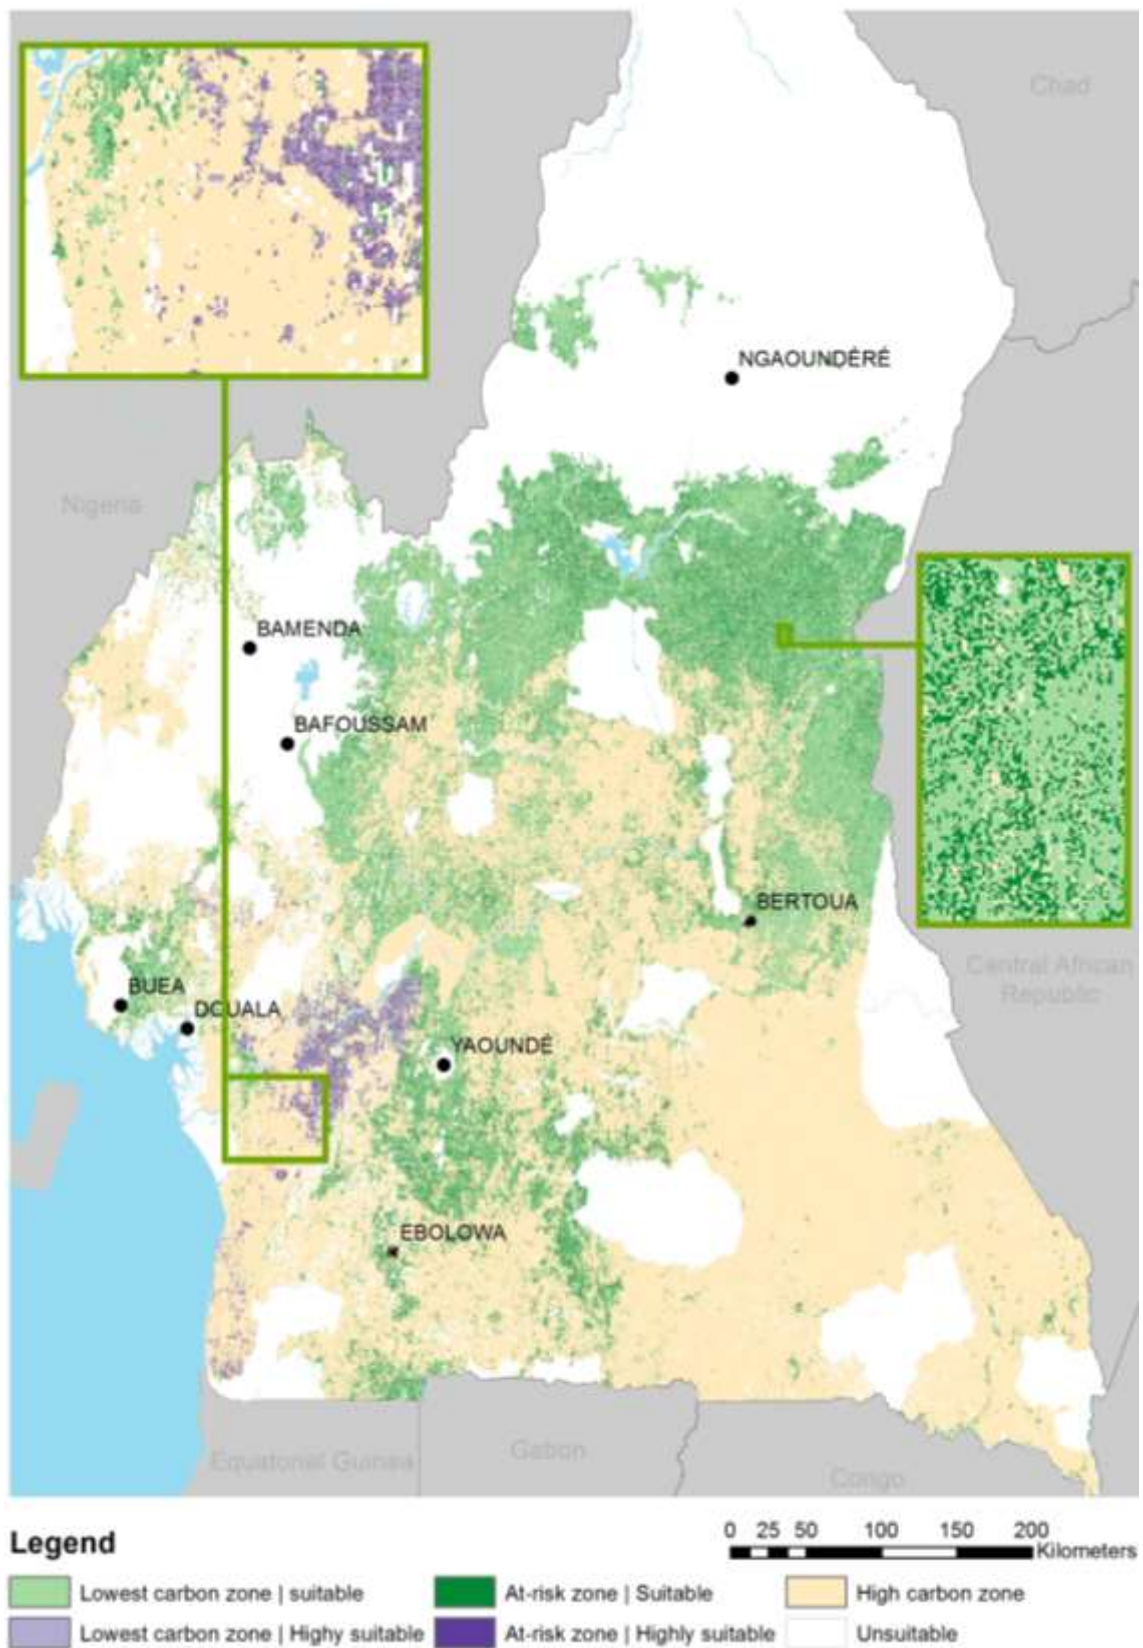 Chad
NGAOUNDÉRÉ
Nigeria
BAMENDA
BAFOUSSAM
BERTOUA
Central African
Republic
BUEA
DOUALA
YAOUNDÉ
EBOLOWA
Equatorial Guinea
Gabon
Congo
Legend
0 25 50 100 150 200
Kilometers
Lowest carbon zone | suitable
At-risk zone | Suitable
High carbon zone
Lowest carbon zone | Highy suitable
At-risk zone | Highly suitable
Unsuitable